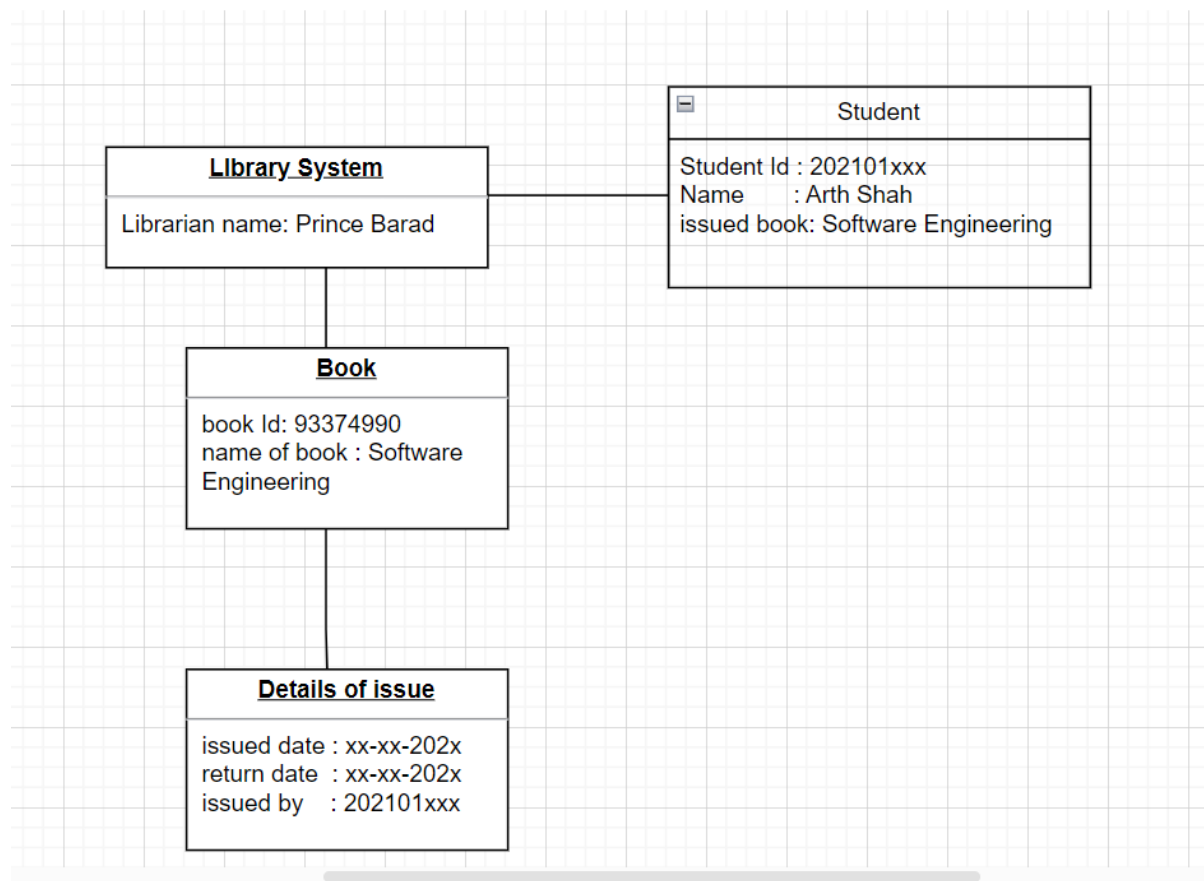 Student
Student Id : 202101xxx
Name : Arth Shah
issued book: Software Engineering
LIbrary System
Librarian name: Prince Barad
Book
book Id: 93374990
name of book : Software
Engineering
Details of issue
issued date : xx-xx-202x
return date : xx-xx-202x
issued by : 202101xxx